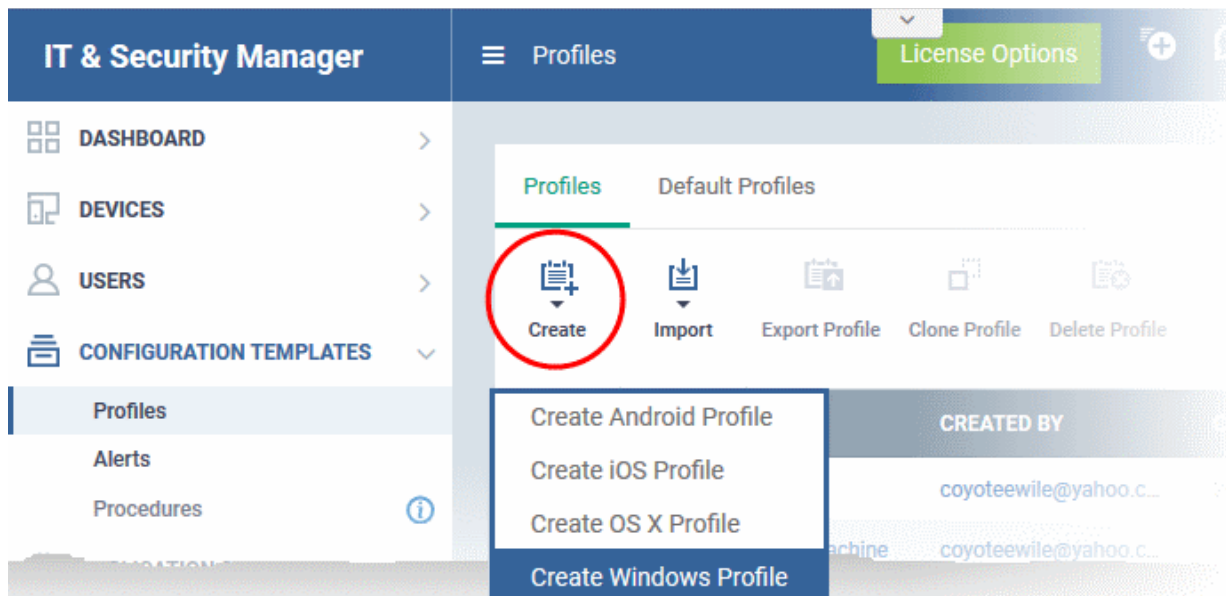 IT & Security Manager
Profiles
License Options
DASHBOARD
DEVICES
USERS
CONFIGURATION TEMPLATES
Profiles
Alerts
Procedures
Profiles Default Profiles
Create Import Export Profile Clone Profile Delete Profile
Create Android Profile
Create iOS Profile
Create OS X Profile
Create Windows Profile
CREATED BY
coyoteewile@yahoo.c...
achine coyoteewile@yahoo.c...